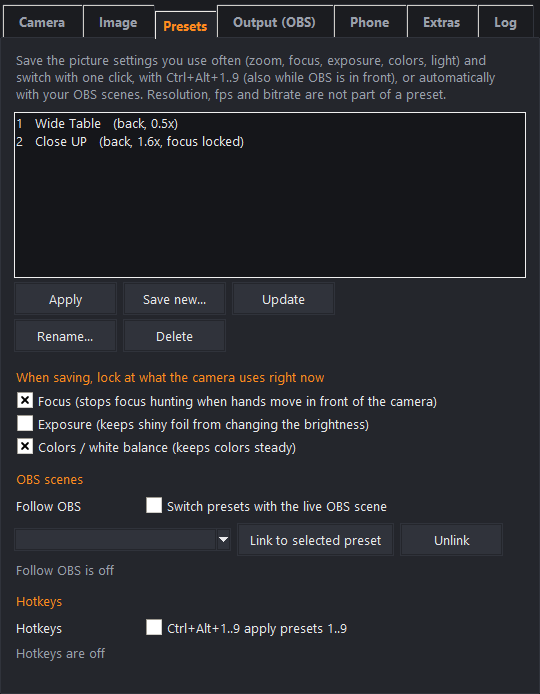 Camera Image Presets Output (OBS) Phone Extras Log
Save the picture settings you use often (zoom, focus, exposure, colors, light) and
switch with one click, with Ctrl+Alt+1..9 (also while OBS is in front), or automatically
with your OBS scenes. Resolution, fps and bitrate are not part of a preset.
1 Wide Table (back, 0.5x)
2 Close UP (back, 1.6x, focus locked)
Apply Save new... Update
Rename... Delete
When saving, lock at what the camera uses right now
Focus (stops focus hunting when hands move in front of the camera)
Exposure (keeps shiny foil from changing the brightness)
Colors / white balance (keeps colors steady)
OBS scenes
Follow OBS Switch presets with the live OBS scene
Link to selected preset Unlink
Follow OBS is off
Hotkeys
Hotkeys Ctrl+Alt+1..9 apply presets 1..9
Hotkeys are off